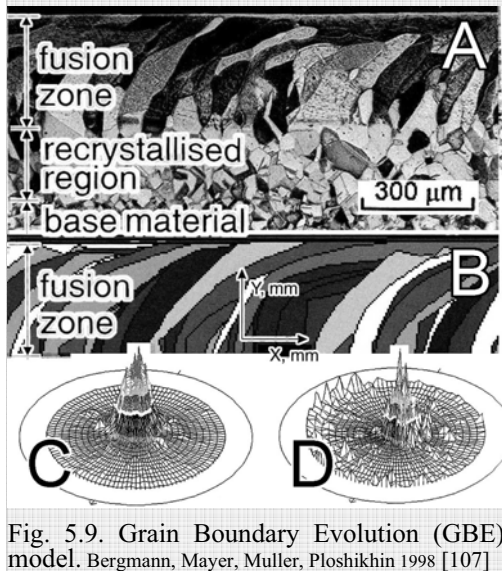 A
fusion
zone
recrystallised
region
300 µm
base material
B
fusion
zone
Y, mm
X, mm
C
D
Fig. 5.9. Grain Boundary Evolution (GBE)
model. Bergmann, Mayer, Muller, Ploshikhin 1998 [107]